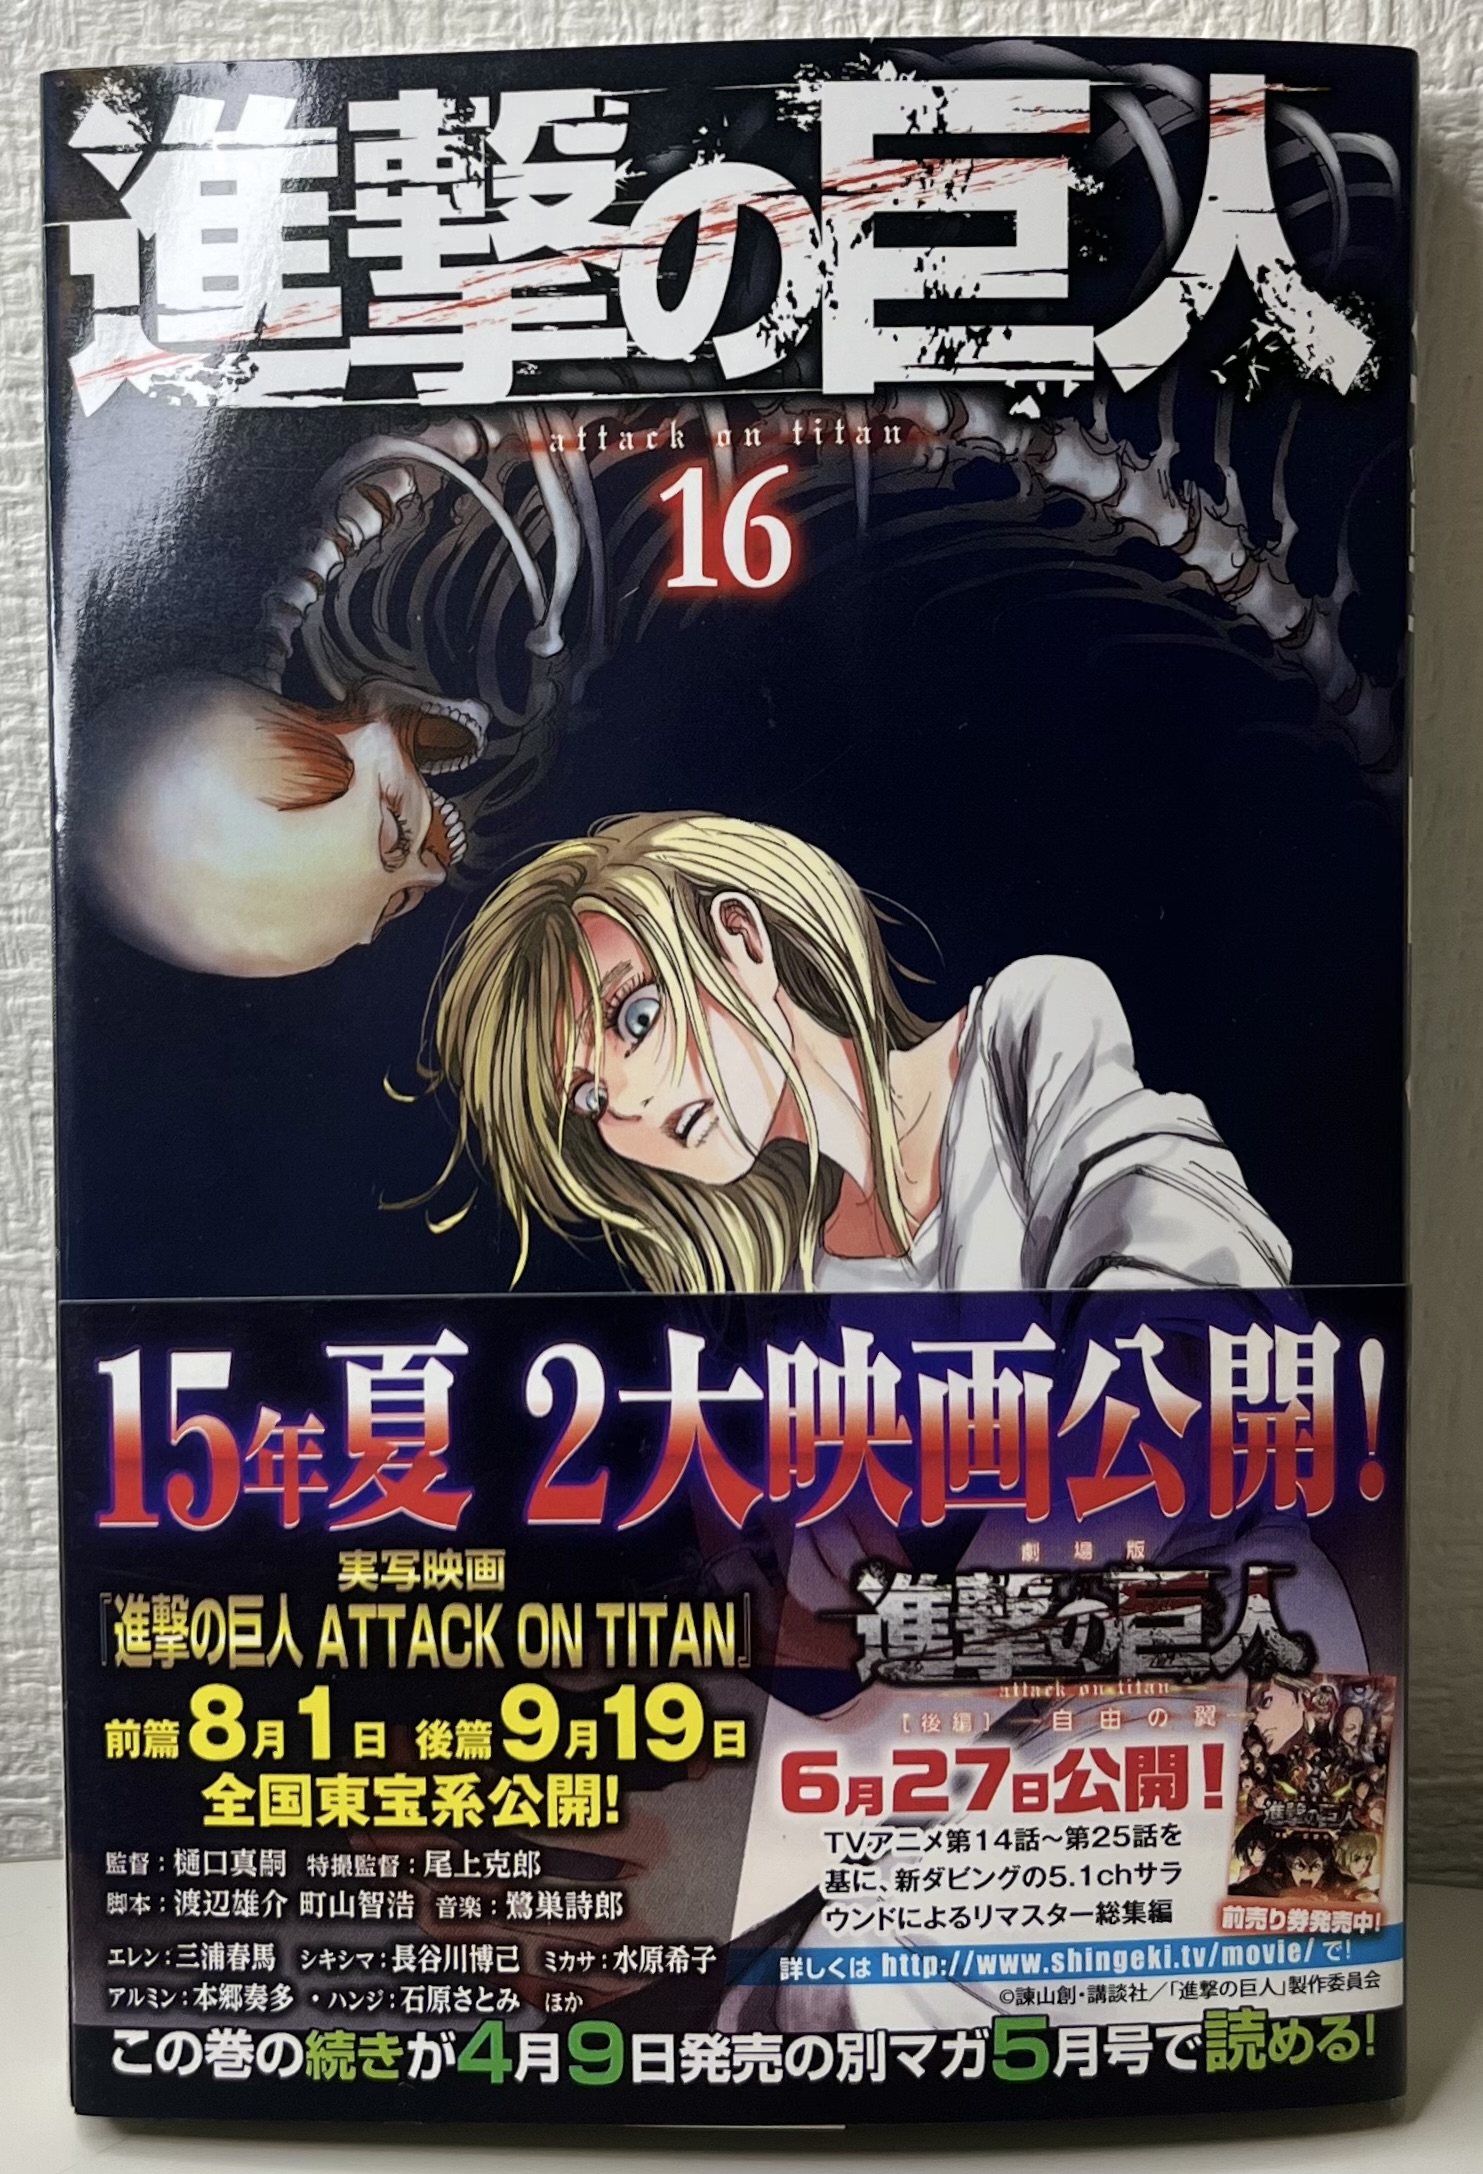 進撃の巨人
attack on titan
16
15年夏 2大映画公開!
実写映画
『進撃の巨人 ATTACK ON TITAN』
前篇8月1日 後篇9月19日
全国東宝系公開!
監督:樋口真嗣 特撮監督:尾上克郎
脚本:渡辺雄介 町山智浩 音楽:鷺巣詩郎
エレン:三浦春馬 シキシマ:長谷川博己 ミカサ:水原希子
アルミン:本郷奏多・ハンジ:石原さとみ ほか
劇場版
進撃の巨人
attack on titan
[後編] 自由の翼
6月27日公開!
TVアニメ第14話〜第25話を
基に、新ダビングの5.1chサラ
ウンドによるリマスター総集編
進撃の巨人
前売り券発売中!
詳しくは http://www.shingeki.tv/movie/ で!
©諫山創・講談社/「進撃の巨人」製作委員会
この巻の続きが4月9日発売の別マガ5月号で読める!